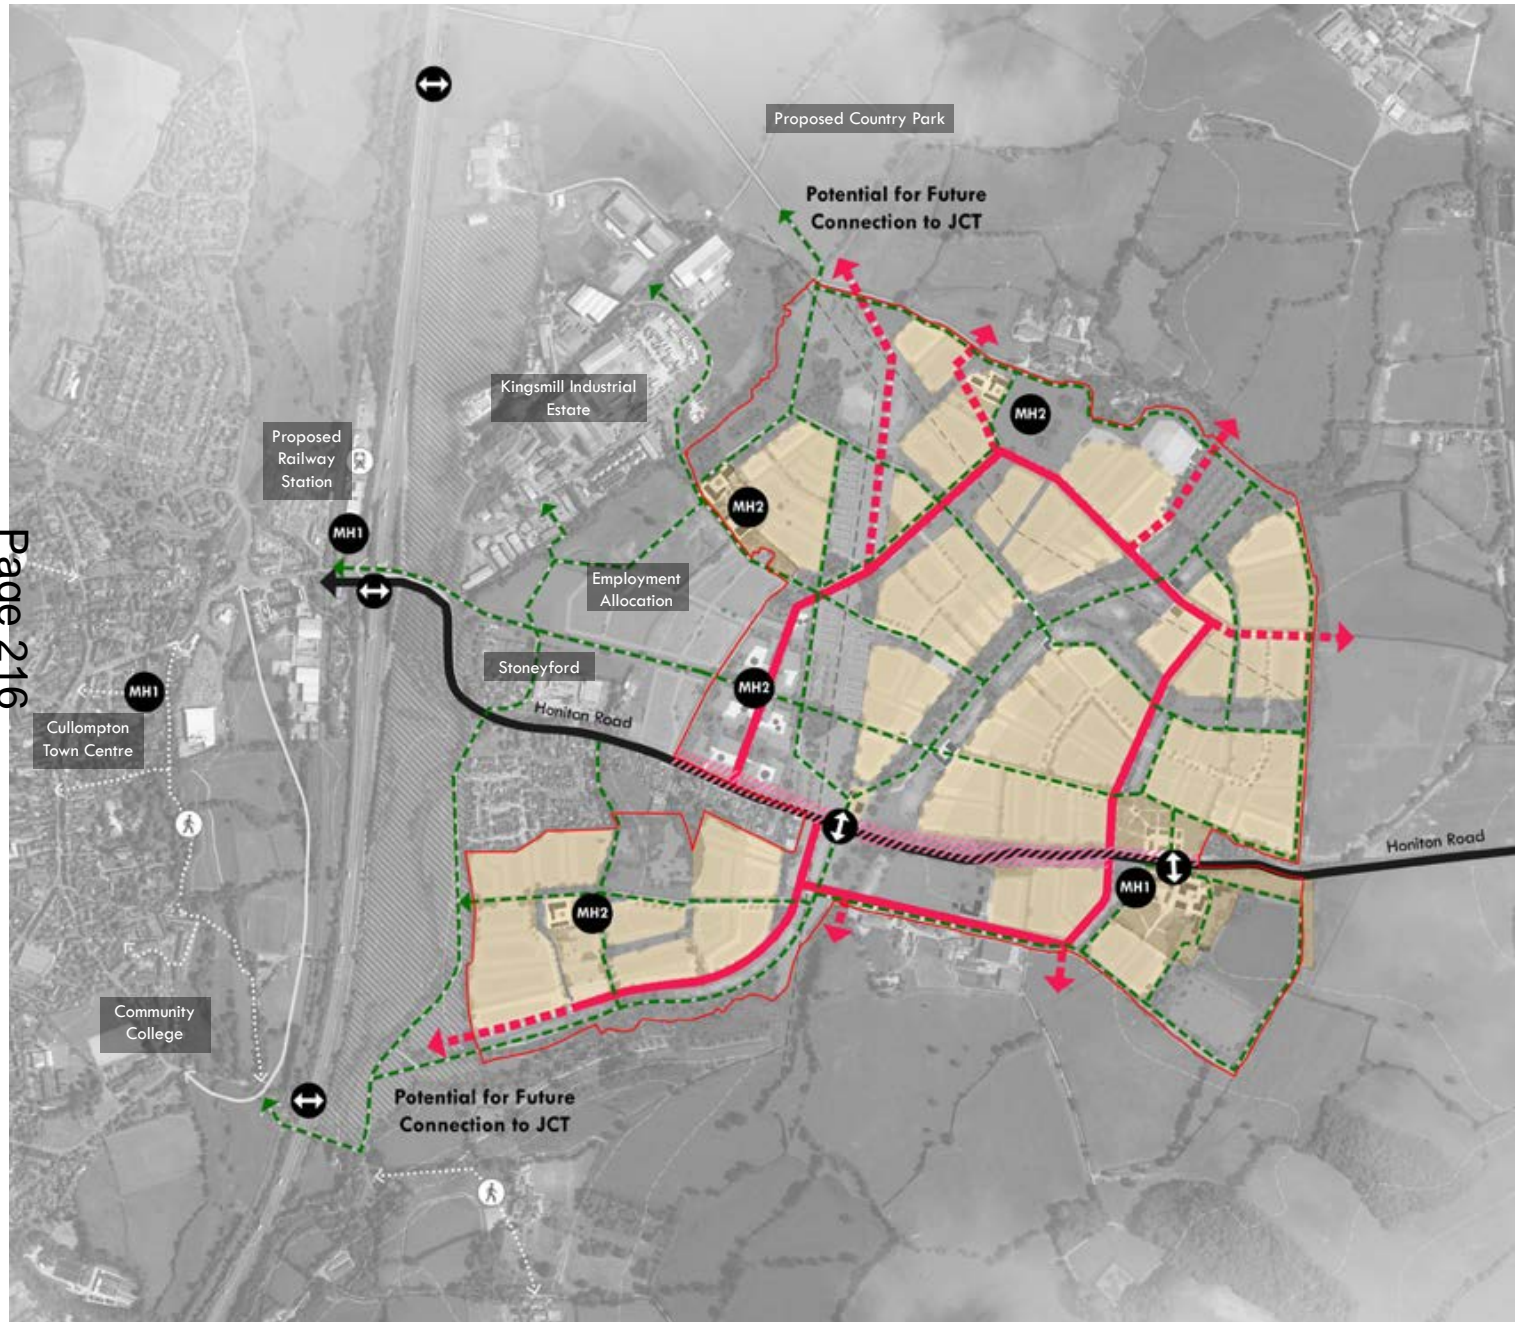 Proposed Country Park
Potential for Future
Connection to JCT
Kingsmill Industrial
Estate
MH2
Proposed
Railway
Station
MH2
MH1
Employment
Allocation
Stoneyford
MH2
MH1
Honiton Road
Cullompton
Town Centre
Honiton Road
MH1
MH2
Community
College
Potential for Future
Connection to JCT
Page 216